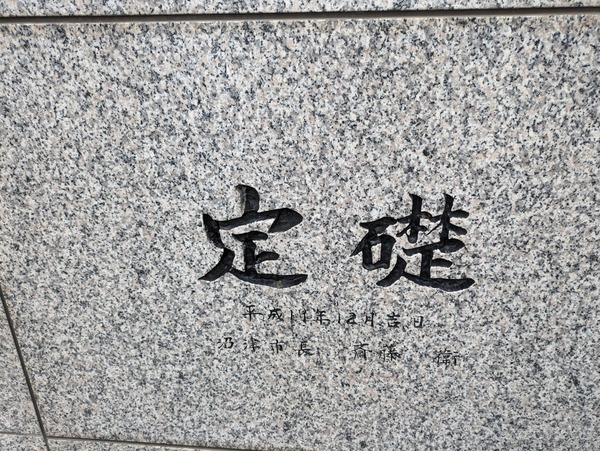 定礎
平成11年12月吉日
沼津市長 斎藤 衛